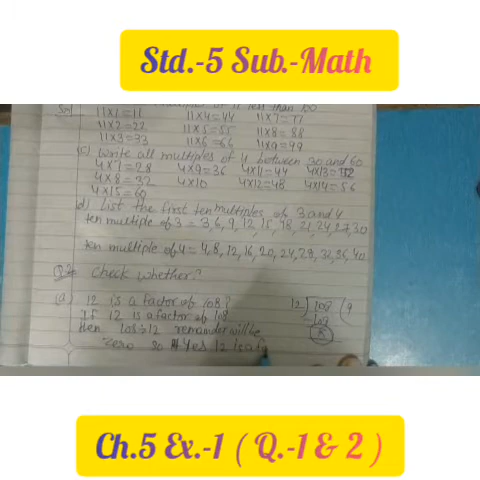 Std.-5 Sub.-Math
less than 100
11x1=11 11x4=44 11x7=77
11x2=22 11x5=55 11x8=88
11x3=33 11x6=66 11x9=99
(c) Write all multiples of 4 between 30 and 60
4x7=28 4x9=36 4x11=44 4x13=52
4x8=32 4x10 4x12=48 4x14=56
4x15=60
d) List the first ten multiples of 3 and 4
ten multiple of 3 = 3,6,9,12,15,18,21,24,27,30
ten multiple of 4 = 4,8,12,16,20,24,28,32,36,40
Q2 Check whether?
(a) 12 is a factor of 108? 12)108(9
If 12 is a factor of 108 108
then 108÷12 remainder will be 0
zero so Yes 12 is a f
Ch.5 Ex.-1 ( Q.-1 & 2 )